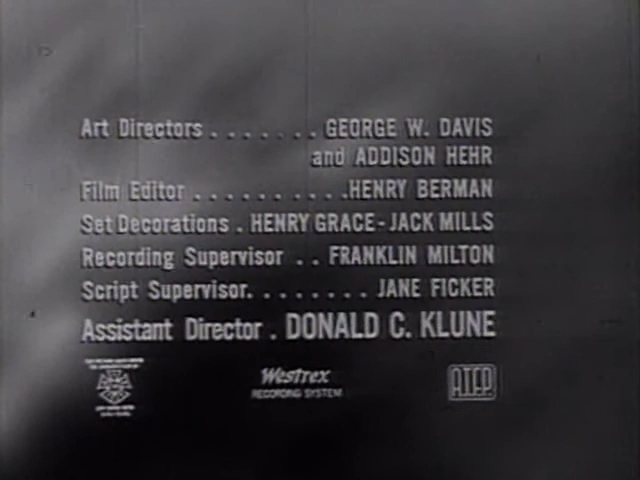 Art Directors . . . . . . . GEORGE W. DAVIS
and ADDISON HEHR
Film Editor . . . . . . . . . . .HENRY BERMAN
Set Decorations . HENRY GRACE-JACK MILLS
Recording Supervisor . . FRANKLIN MILTON
Script Supervisor. . . . . . . . JANE FICKER
Assistant Director . DONALD C. KLUNE
Westrex
RECORDING SYSTEM